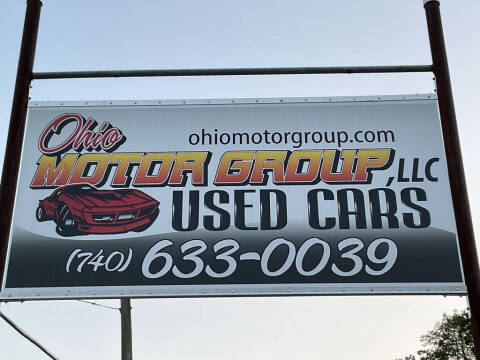 Ohio
ohiomotorgroup.com
MOTOR GROUP, LLC
USED CARS
(740) 633-0039